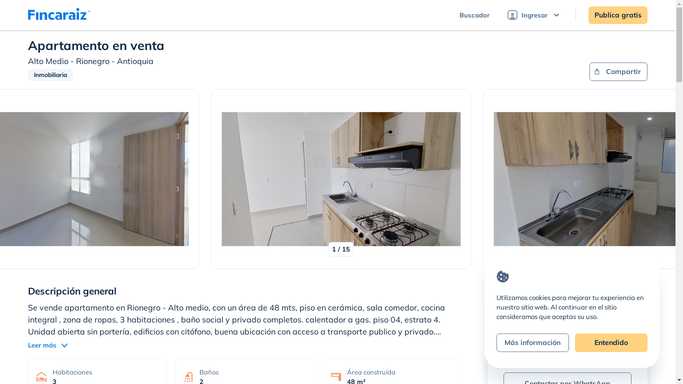 Fincaraiz
Buscador
Ingresar
Publica gratis
Apartamento en venta
Alto Medio - Rionegro - Antioquia
Inmobiliaria
Compartir
1 / 15
Descripción general
Se vende apartamento en Rionegro - Alto medio, con un área de 48 mts, piso en cerámica, sala comedor, cocina
integral , zona de ropas, 3 habitaciones , baño social y privado completos. calentador a gas. piso 04, estrato 4.
Unidad abierta sin portería, edificios con citófono, buena ubicación con acceso a transporte publico y privado....
Leer más
Habitaciones
3
Baños
2
Área construida
48 m²
Utilizamos cookies para mejorar tu experiencia en
nuestro sitio web. Al continuar en el sitio
consideramos que aceptas su uso.
Más información
Entendido
Contactar por WhatsApp